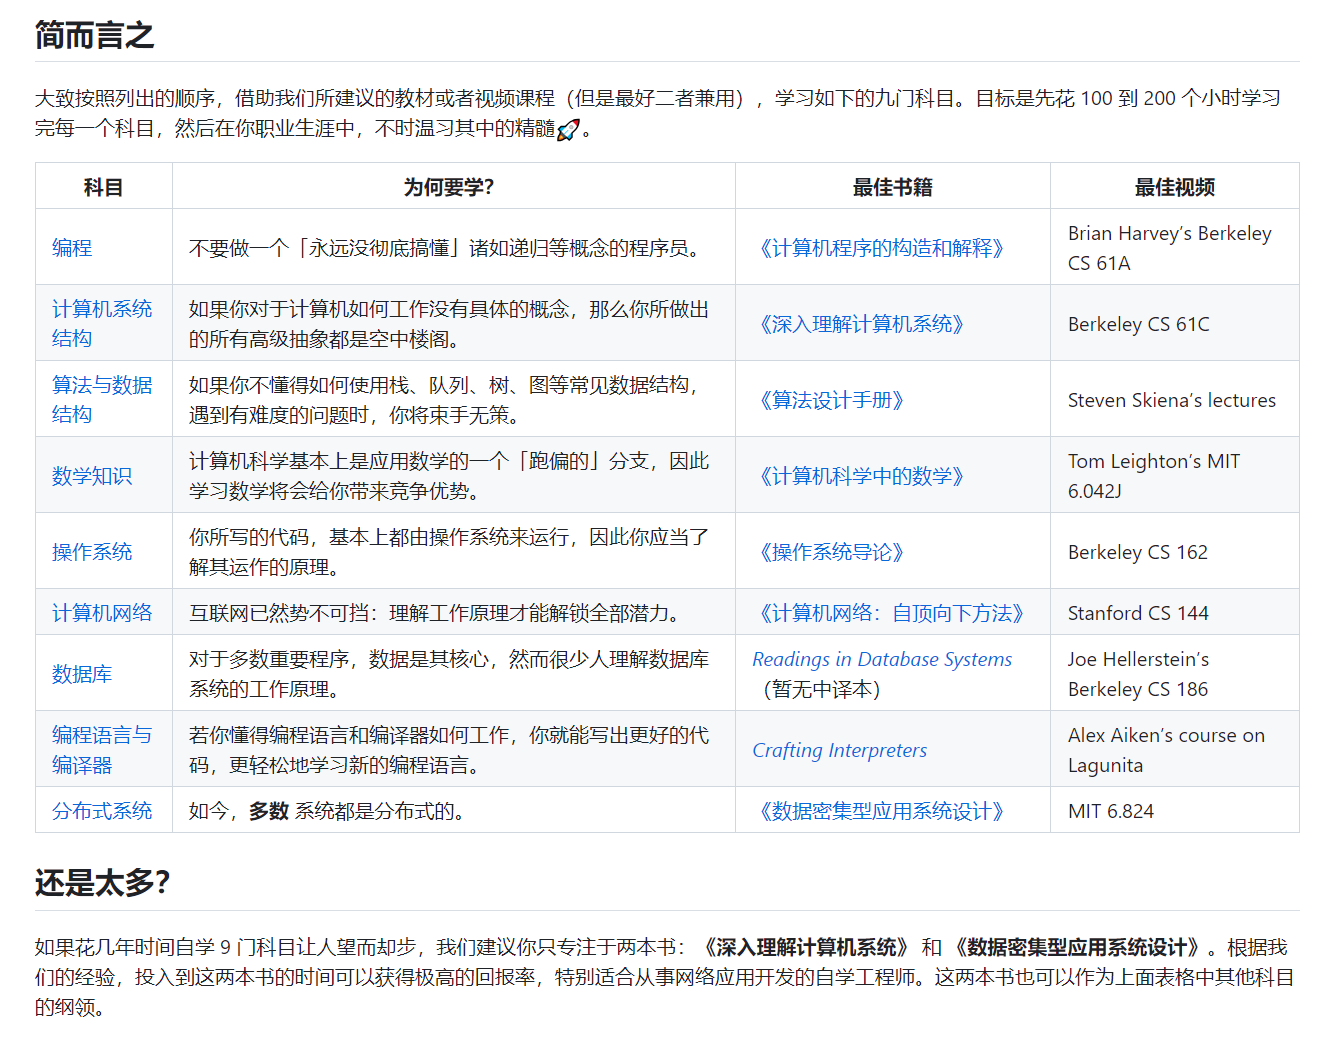 简而言之
大致按照列出的顺序，借助我们所建议的教材或者视频课程（但是最好二者兼用），学习如下的九门科目。目标是先花 100 到 200 个小时学习
完每一个科目，然后在你职业生涯中，不时温习其中的精髓🚀。
科目 为何要学？ 最佳书籍 最佳视频
编程 不要做一个「永远没彻底搞懂」诸如递归等概念的程序员。 《计算机程序的构造和解释》 Brian Harvey’s Berkeley
CS 61A
计算机系统 如果你对于计算机如何工作没有具体的概念，那么你所做出 《深入理解计算机系统》 Berkeley CS 61C
结构 的所有高级抽象都是空中楼阁。
算法与数据 如果你不懂得如何使用栈、队列、树、图等常见数据结构， 《算法设计手册》 Steven Skiena’s lectures
结构 遇到有难度的问题时，你将束手无策。
数学知识 计算机科学基本上是应用数学的一个「跑偏的」分支，因此 《计算机科学中的数学》 Tom Leighton’s MIT
学习数学将会给你带来竞争优势。 6.042J
操作系统 你所写的代码，基本上都由操作系统来运行，因此你应当了 《操作系统导论》 Berkeley CS 162
解其运作的原理。
计算机网络 互联网已然势不可挡：理解工作原理才能解锁全部潜力。 《计算机网络：自顶向下方法》 Stanford CS 144
数据库 对于多数重要程序，数据是其核心，然而很少人理解数据库 Readings in Database Systems Joe Hellerstein’s
系统的工作原理。 （暂无中译本） Berkeley CS 186
编程语言与 若你懂得编程语言和编译器如何工作，你就能写出更好的代 Crafting Interpreters Alex Aiken’s course on
编译器 码，更轻松地学习新的编程语言。 Lagunita
分布式系统 如今，多数 系统都是分布式的。 《数据密集型应用系统设计》 MIT 6.824
还是太多？
如果花几年时间自学 9 门科目让人望而却步，我们建议你只专注于两本书：《深入理解计算机系统》 和 《数据密集型应用系统设计》。根据我
们的经验，投入到这两本书的时间可以获得极高的回报率，特别适合从事网络应用开发的自学工程师。这两本书也可以作为上面表格中其他科目
的纲领。